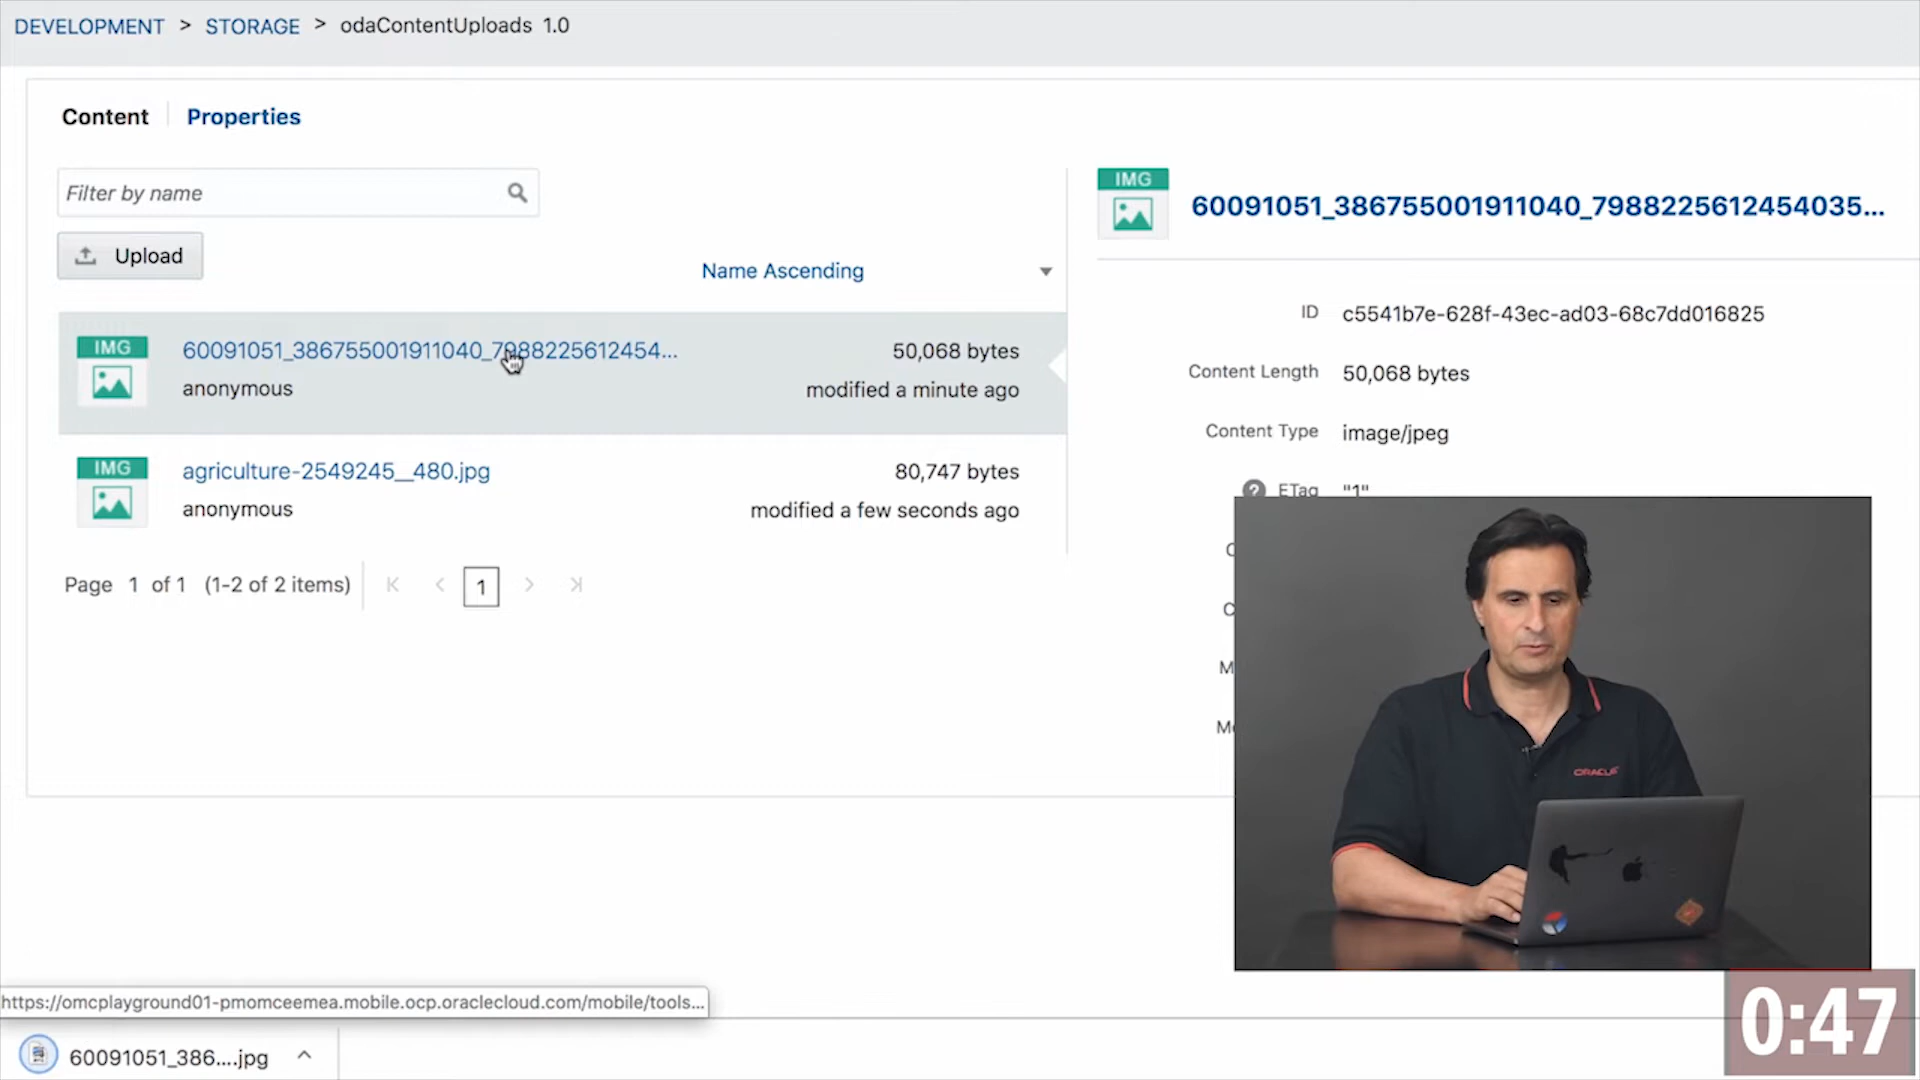 DEVELOPMENT > STORAGE > odaContentUploads 1.0
Content Properties
Filter by name
Upload
Name Ascending
IMG
60091051_386755001911040_7988225612454...
50,068 bytes
anonymous
modified a minute ago
IMG
agriculture-2549245__480.jpg
80,747 bytes
anonymous
modified a few seconds ago
Page 1 of 1 (1-2 of 2 items) 1
IMG
60091051_386755001911040_7988225612454035...
ID c5541b7e-628f-43ec-ad03-68c7dd016825
Content Length 50,068 bytes
Content Type image/jpeg
? ETag "1"
ORACLE
https://omcplayground01-pmomceemea.mobile.ocp.oraclecloud.com/mobile/tools...
60091051_386....jpg
0:47